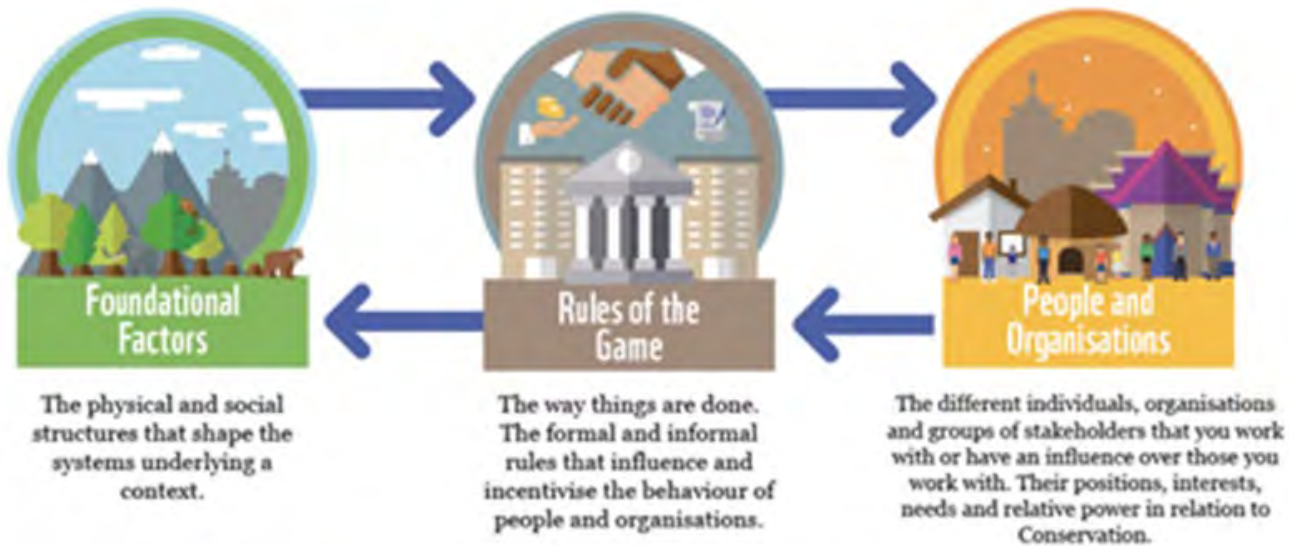 Foundational
Factors
Rules of the
Game
People and
Organisations
The physical and social
structures that shape the
systems underlying a
context.
The way things are done.
The formal and informal
rules that influence and
incentivise the behaviour of
people and organisations.
The different individuals, organisations
and groups of stakeholders that you work
with or have an influence over those you
work with. Their positions, interests,
needs and relative power in relation to
Conservation.